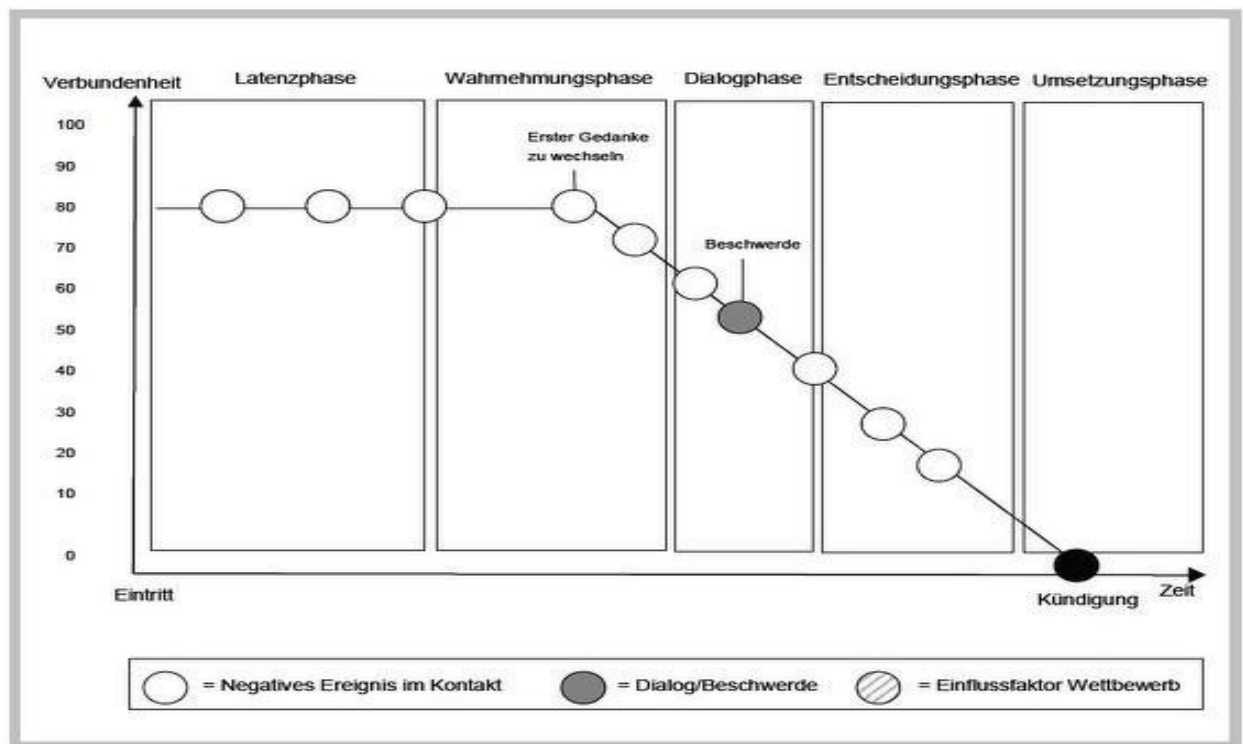 Verbundenheit
Latenzphase
Wahrnehmungsphase
Dialogphase
Entscheidungsphase
Umsetzungsphase
100
90
80
70
60
50
40
30
20
10
0
Erster Gedanke
zu wechseln
Beschwerde
Eintritt
Kündigung
Zeit
= Negatives Ereignis im Kontakt
= Dialog/Beschwerde
= Einflussfaktor Wettbewerb